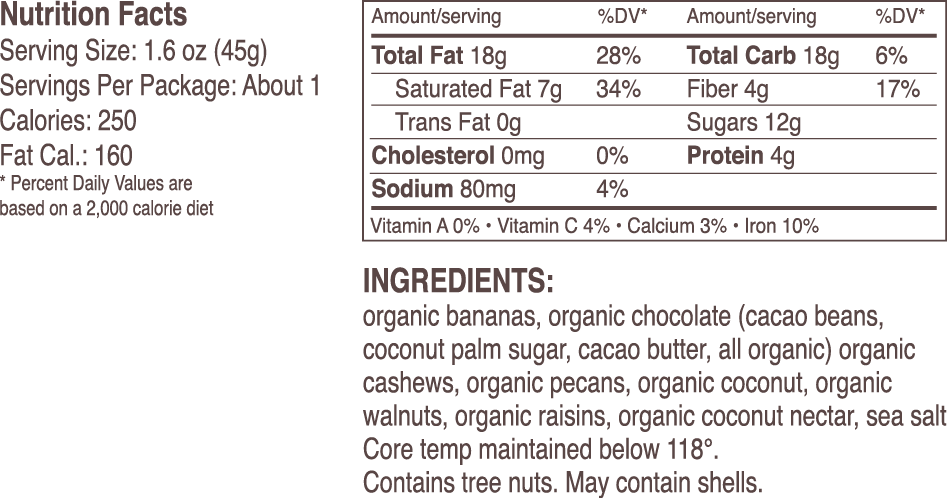 Nutrition Facts
Serving Size: 1.6 oz (45g)
Servings Per Package: About 1
Calories: 250
Fat Cal.: 160
* Percent Daily Values are
based on a 2,000 calorie diet
Amount/serving %DV* Amount/serving %DV*
Total Fat 18g 28% Total Carb 18g 6%
Saturated Fat 7g 34% Fiber 4g 17%
Trans Fat 0g Sugars 12g
Cholesterol 0mg 0% Protein 4g
Sodium 80mg 4%
Vitamin A 0% • Vitamin C 4% • Calcium 3% • Iron 10%
INGREDIENTS:
organic bananas, organic chocolate (cacao beans,
coconut palm sugar, cacao butter, all organic) organic
cashews, organic pecans, organic coconut, organic
walnuts, organic raisins, organic coconut nectar, sea salt
Core temp maintained below 118°.
Contains tree nuts. May contain shells.